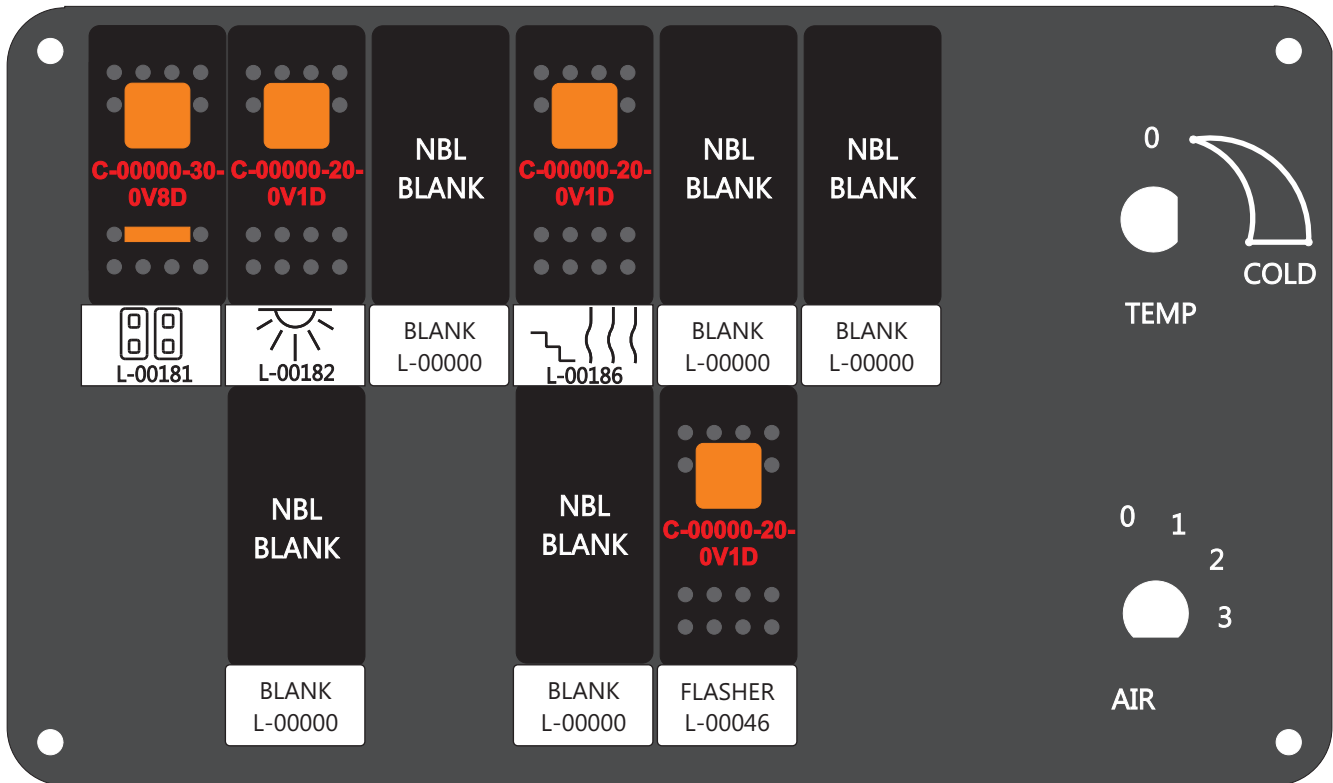 C-00000-30-
0V8D
C-00000-20-
0V1D
NBL
BLANK
C-00000-20-
0V1D
NBL
BLANK
NBL
BLANK
L-00181
L-00182
BLANK
L-00000
L-00186
BLANK
L-00000
BLANK
L-00000
0
COLD
TEMP
NBL
BLANK
NBL
BLANK
C-00000-20-
0V1D
BLANK
L-00000
BLANK
L-00000
FLASHER
L-00046
0
1
2
3
AIR